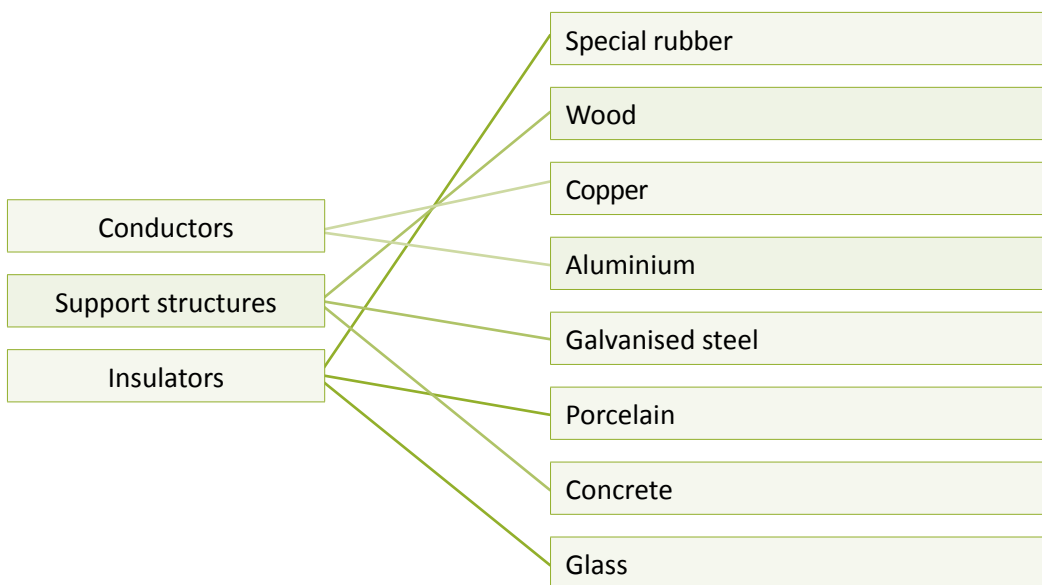 Conductors
Support structures
Insulators
Special rubber
Wood
Copper
Aluminium
Galvanised steel
Porcelain
Concrete
Glass